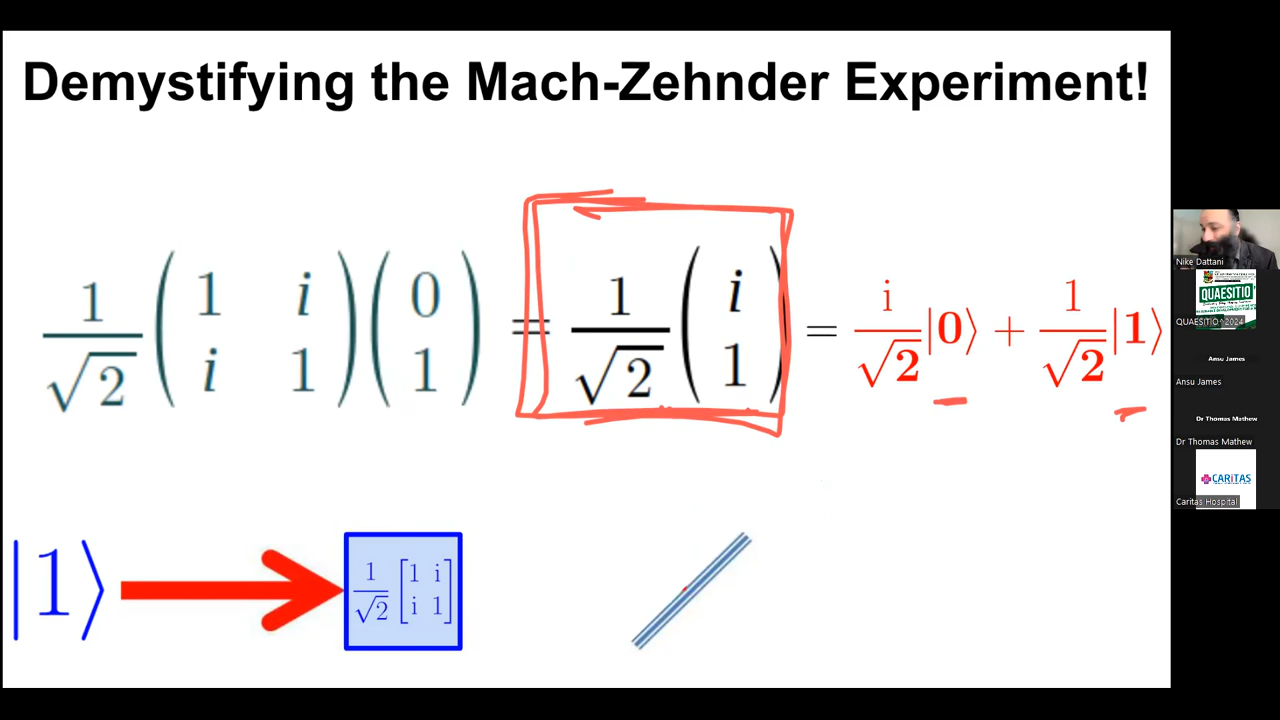 Demystifying the Mach-Zehnder Experiment!
1/√2 ( 1 i ; i 1 ) ( 0 ; 1 ) = 1/√2 ( i ; 1 ) = i/√2 |0⟩ + 1/√2 |1⟩
|1⟩
1/√2 [ 1 i ; i 1 ]
Nike Dattani
QUAESITIO
QUAESITIO 2024
Ansu James
Ansu James
Dr Thomas Mathew
Dr Thomas Mathew
CARITAS
Caritas Hospital